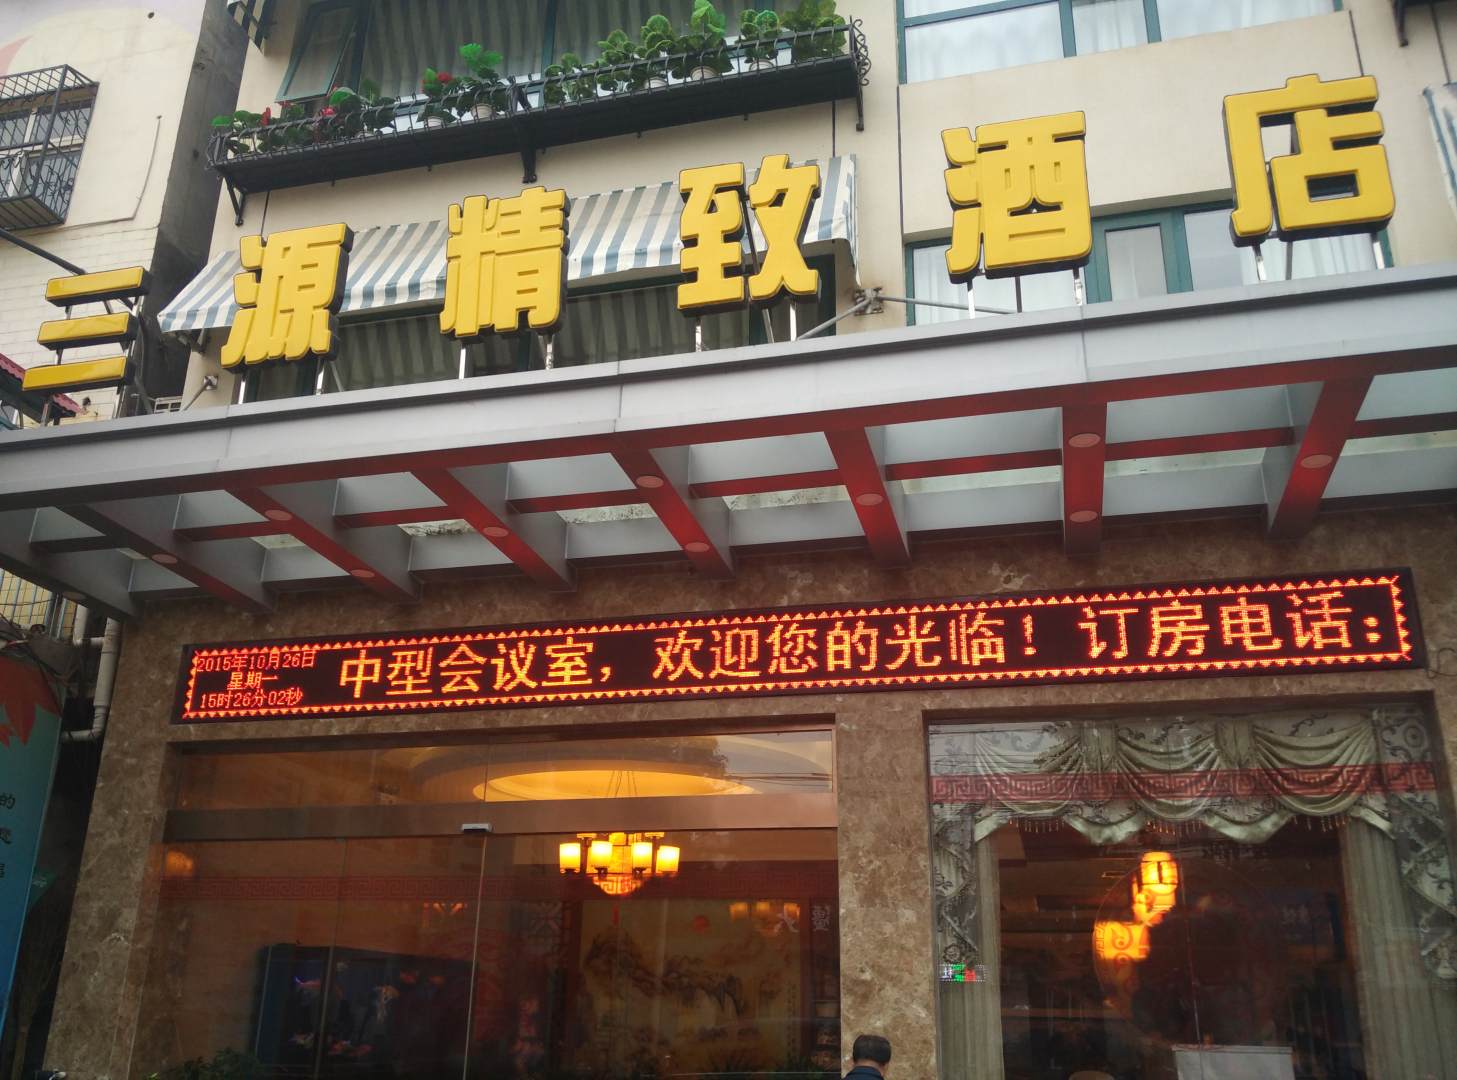 三源精致酒店
2015年10月26日
星期一
15时26分02秒
中型会议室，欢迎您的光临！订房电话:
的